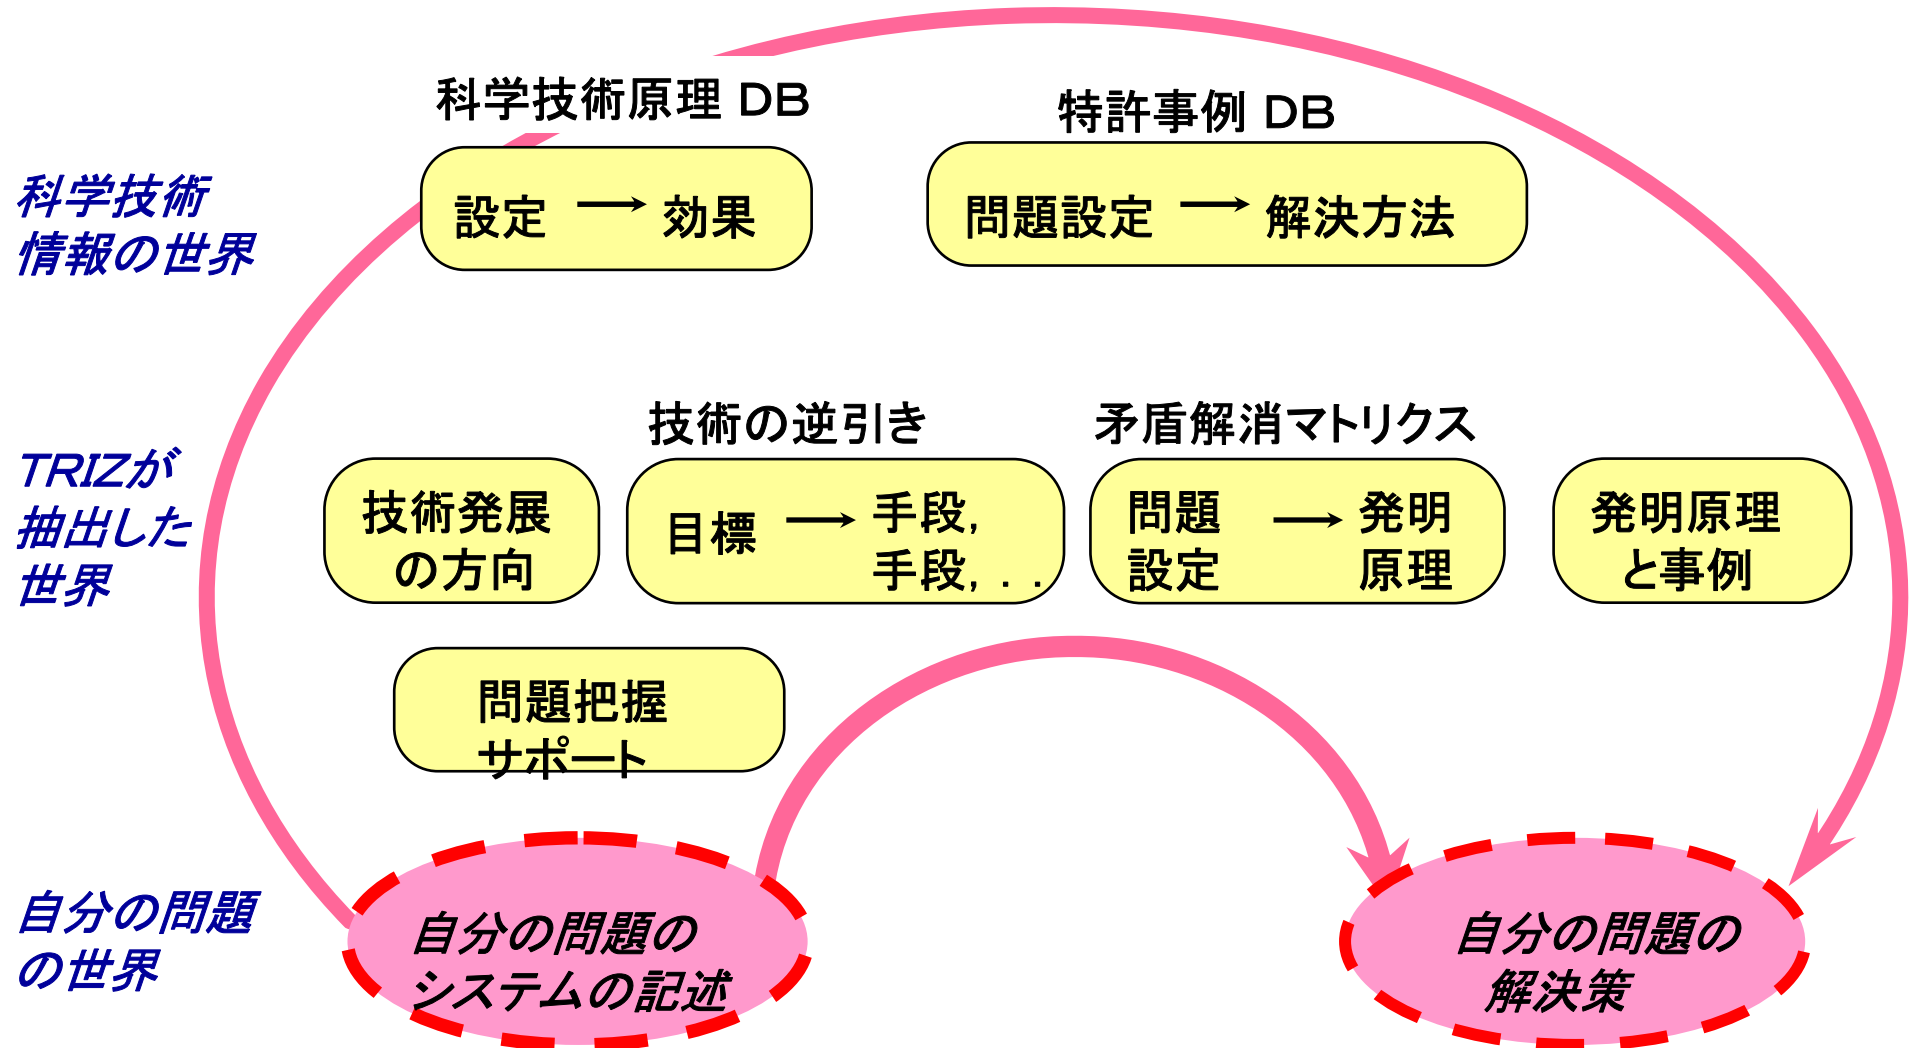 科学技術原理 DB
特許事例 DB
科学技術
情報の世界
設定 → 効果
問題設定 → 解決方法
技術の逆引き
矛盾解消マトリクス
TRIZが
抽出した
世界
技術発展
の方向
目標 → 手段,
手段, . .
問題
設定
→
発明
原理
発明原理
と事例
問題把握
サポート
自分の問題
の世界
自分の問題の
システムの記述
自分の問題の
解決策